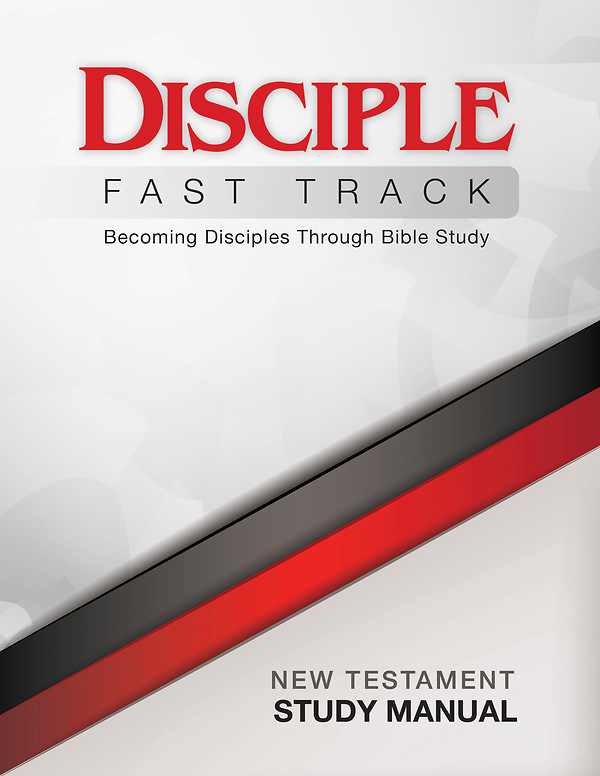 DISCIPLE
FAST TRACK
Becoming Disciples Through Bible Study
NEW TESTAMENT
STUDY MANUAL